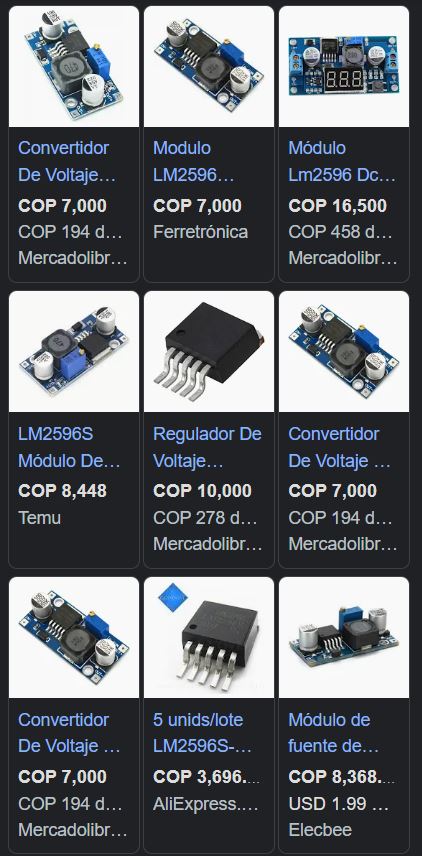 Convertidor
De Voltaje…
COP 7,000
COP 194 d…
Mercadolibr…
Modulo
LM2596…
COP 7,000
Ferretrónica
Módulo
Lm2596 Dc…
COP 16,500
COP 458 d…
Mercadolibr…
LM2596S
Módulo De…
COP 8,448
Temu
Regulador De
Voltaje…
COP 10,000
COP 278 d…
Mercadolibr…
Convertidor
De Voltaje …
COP 7,000
COP 194 d…
Mercadolibr…
Convertidor
De Voltaje …
COP 7,000
COP 194 d…
Mercadolibr…
5 unids/lote
LM2596S-…
COP 3,696.…
AliExpress.…
Módulo de
fuente de…
COP 8,368.…
USD 1.99 …
Elecbee